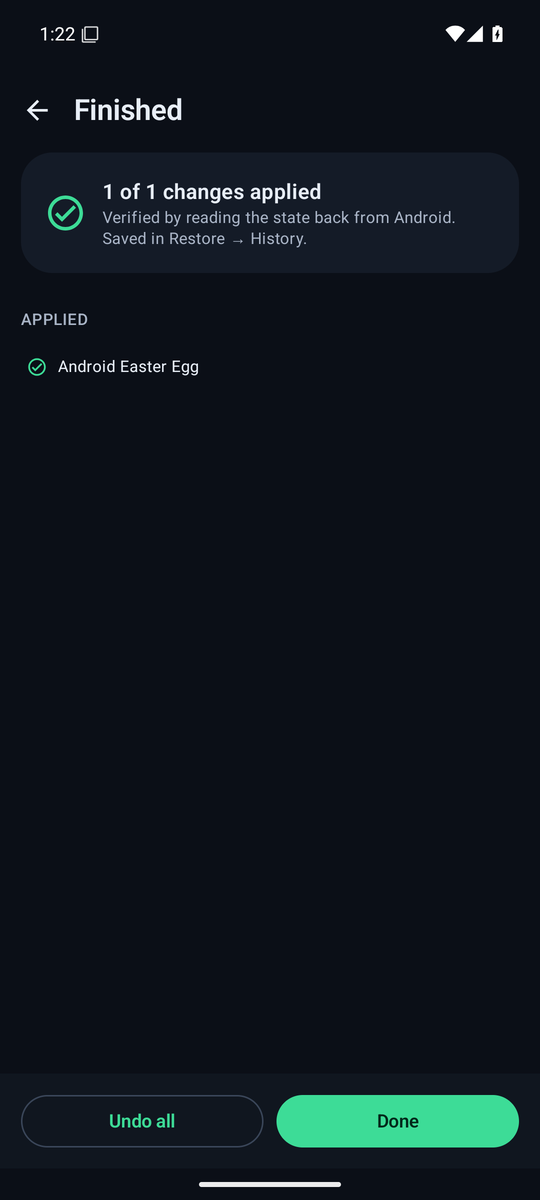 1:22
Finished
1 of 1 changes applied
Verified by reading the state back from Android.
Saved in Restore → History.
APPLIED
Android Easter Egg
Undo all
Done